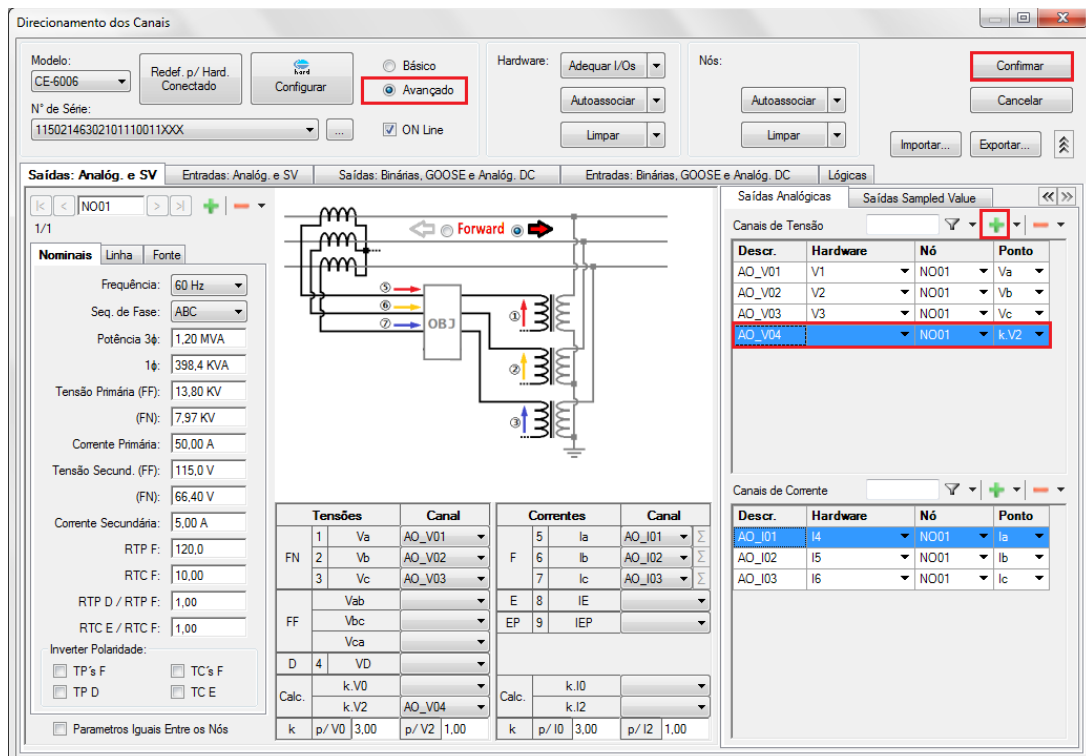 Direcionamento dos Canais
Modelo:
CE-6006
Redef. p/ Hard. Conectado
hard
Configurar
Básico
Avançado
ON Line
N° de Série:
11502146302101110011XXX
...
Hardware:
Adequar I/Os
Autoassociar
Limpar
Nós:
Autoassociar
Limpar
Confirmar
Cancelar
Importar...
Exportar...
Saídas: Analóg. e SV
Entradas: Analóg. e SV
Saídas: Binárias, GOOSE e Analóg. DC
Entradas: Binárias, GOOSE e Analóg. DC
Lógicas
NO01
1/1
Nominais
Linha
Fonte
Frequência: 60 Hz
Seq. de Fase: ABC
Potência 3ϕ: 1,20 MVA
1ϕ: 398,4 KVA
Tensão Primária (FF): 13,80 KV
(FN): 7,97 KV
Corrente Primária: 50,00 A
Tensão Secund. (FF): 115,0 V
(FN): 66,40 V
Corrente Secundária: 5,00 A
RTP F: 120,0
RTC F: 10,00
RTP D / RTP F: 1,00
RTC E / RTC F: 1,00
Inverter Polaridade:
TP´s F TC´s F
TP D TC E
Parametros Iguais Entre os Nós
Forward
5
6
7
OBJ
1
2
3
Tensões Canal
FN 1 Va AO_V01
2 Vb AO_V02
3 Vc AO_V03
FF Vab
Vbc
Vca
D 4 VD
Calc. k.V0
k.V2 AO_V04
k p/ V0 3,00 p/ V2 1,00
Correntes Canal
F 5 Ia AO_I01 Σ
6 Ib AO_I02 Σ
7 Ic AO_I03 Σ
E 8 IE
EP 9 IEP
Calc. k.I0
k.I2
k p/ I0 3,00 p/ I2 1,00
Saídas Analógicas
Saídas Sampled Value
Canais de Tensão
Descr. Hardware Nó Ponto
AO_V01 V1 NO01 Va
AO_V02 V2 NO01 Vb
AO_V03 V3 NO01 Vc
AO_V04 NO01 k.V2
Canais de Corrente
Descr. Hardware Nó Ponto
AO_I01 I4 NO01 Ia
AO_I02 I5 NO01 Ib
AO_I03 I6 NO01 Ic